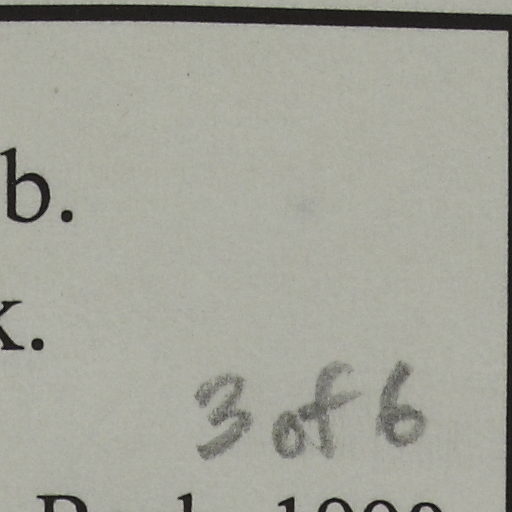 b.
k.
3 of 6